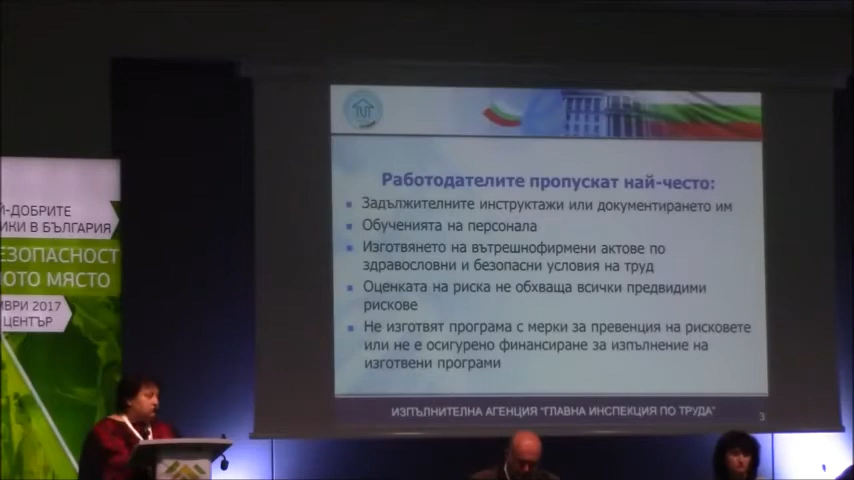 Й-ДОБРИТЕ
ИКИ В БЪЛГАРИЯ
БЕЗОПАСНОСТ
НОТО МЯСТО
МВРИ 2017
ЦЕНТЪР
Работодателите пропускат най-често:
Задължителните инструктажи или документирането им
Обученията на персонала
Изготвянето на вътрешнофирмени актове по
здравословни и безопасни условия на труд
Оценката на риска не обхваща всички предвидими
рискове
Не изготвят програма с мерки за превенция на рисковете
или не е осигурено финансиране за изпълнение на
изготвени програми
ИЗПЪЛНИТЕЛНА АГЕНЦИЯ "ГЛАВНА ИНСПЕКЦИЯ ПО ТРУДА"
3